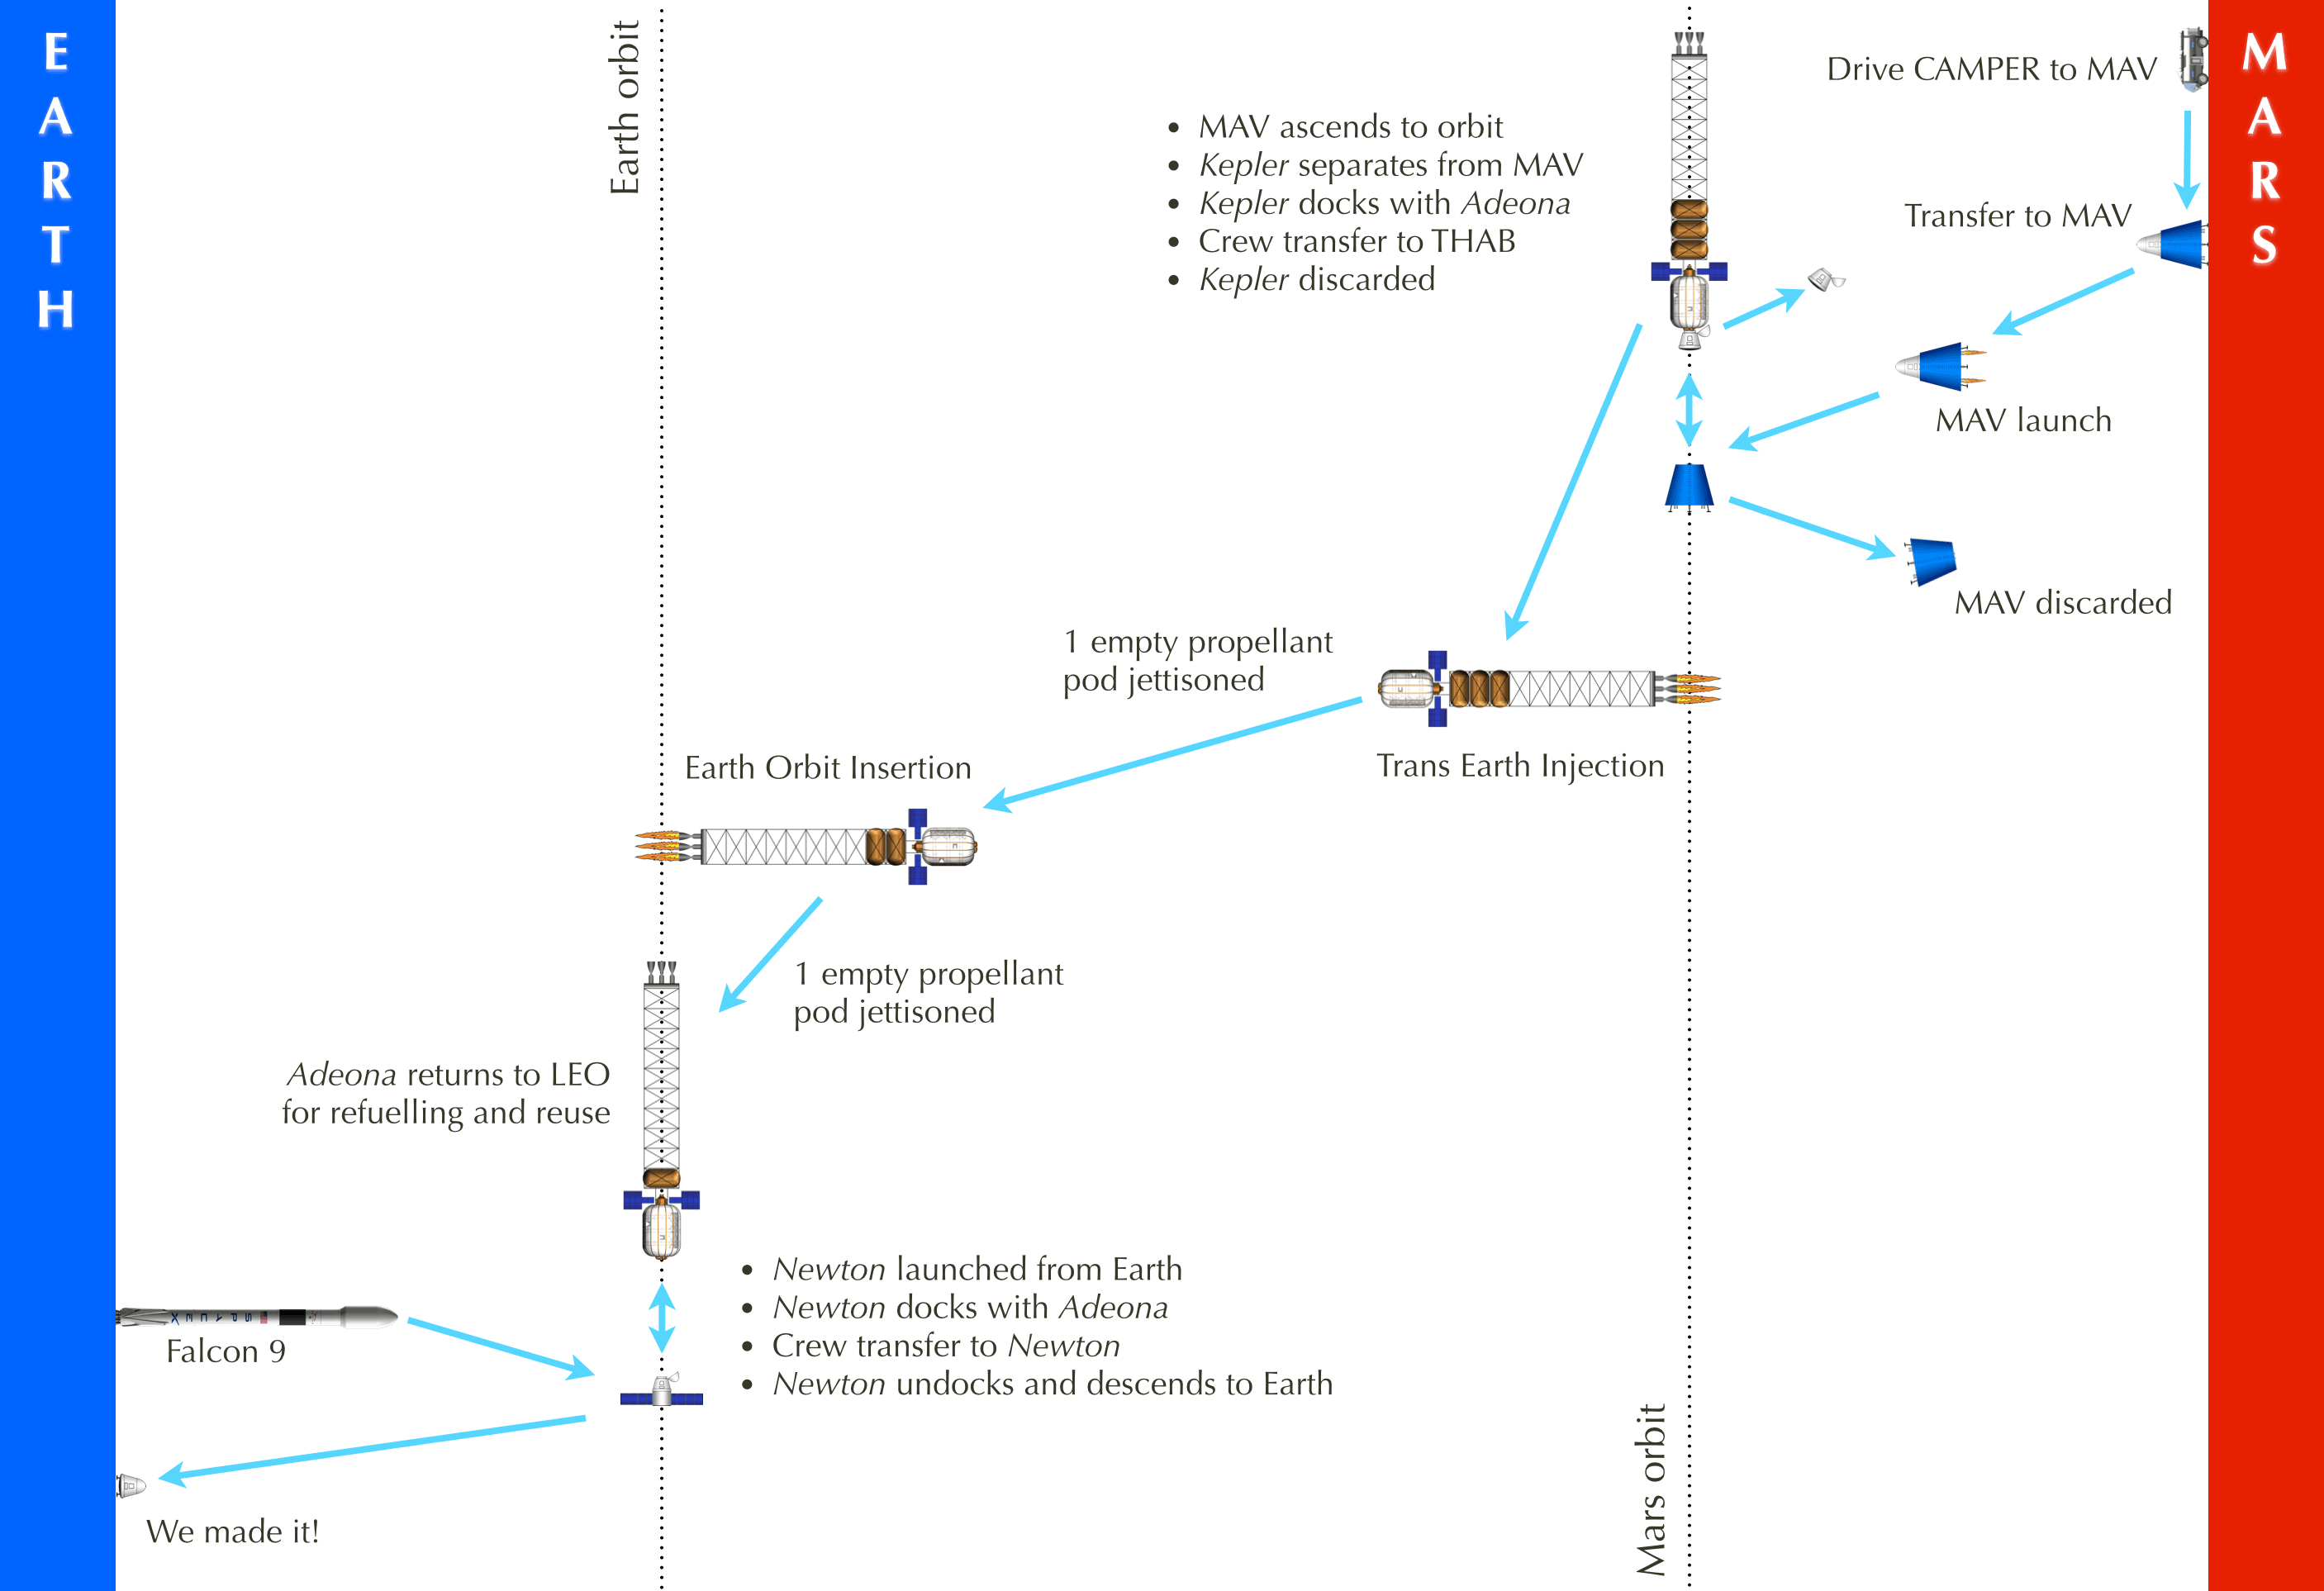 EARTH
MARS
Earth orbit
Drive CAMPER to MAV
• MAV ascends to orbit
• Kepler separates from MAV
• Kepler docks with Adeona
• Crew transfer to THAB
• Kepler discarded
Transfer to MAV
MAV launch
MAV discarded
1 empty propellant
pod jettisoned
Trans Earth Injection
Earth Orbit Insertion
1 empty propellant
pod jettisoned
Adeona returns to LEO
for refuelling and reuse
• Newton launched from Earth
• Newton docks with Adeona
• Crew transfer to Newton
• Newton undocks and descends to Earth
SPACEX
Falcon 9
We made it!
Mars orbit